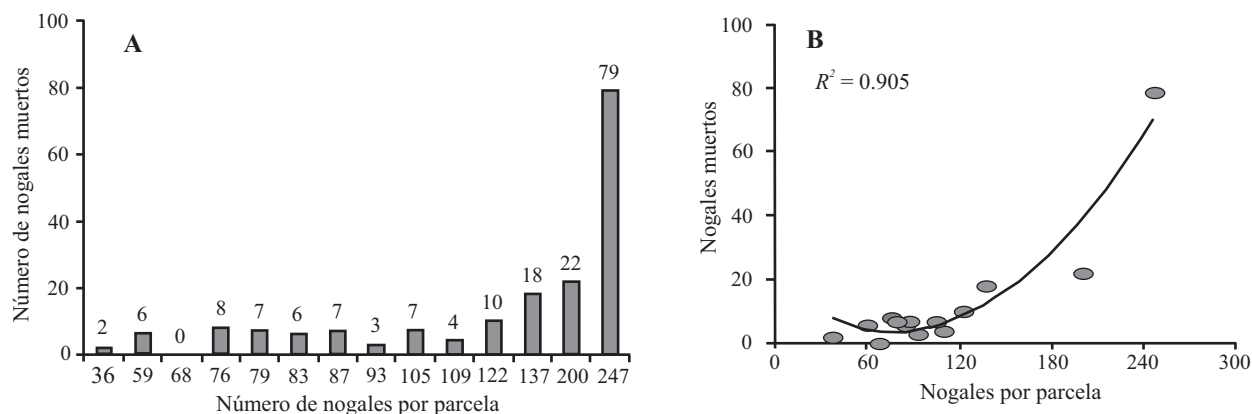 A
Número de nogales muertos
100
80
60
40
20
0
2 6 0 8 7 6 7 3 7 4 10 18 22 79
36 59 68 76 79 83 87 93 105 109 122 137 200 247
Número de nogales por parcela
B
R² = 0.905
Nogales muertos
100
80
60
40
20
0
0 60 120 180 240 300
Nogales por parcela